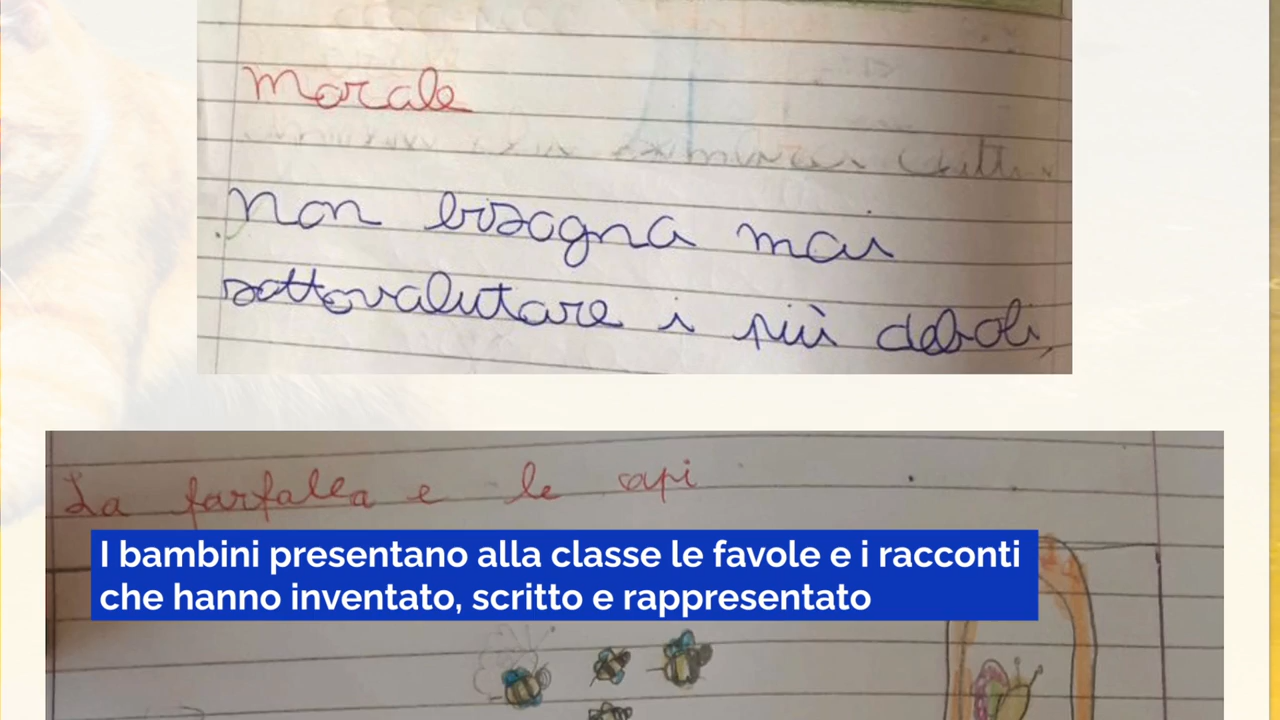 Morale
Non bisogna mai
sottovalutare i più deboli
La farfalla e le api
I bambini presentano alla classe le favole e i racconti
che hanno inventato, scritto e rappresentato